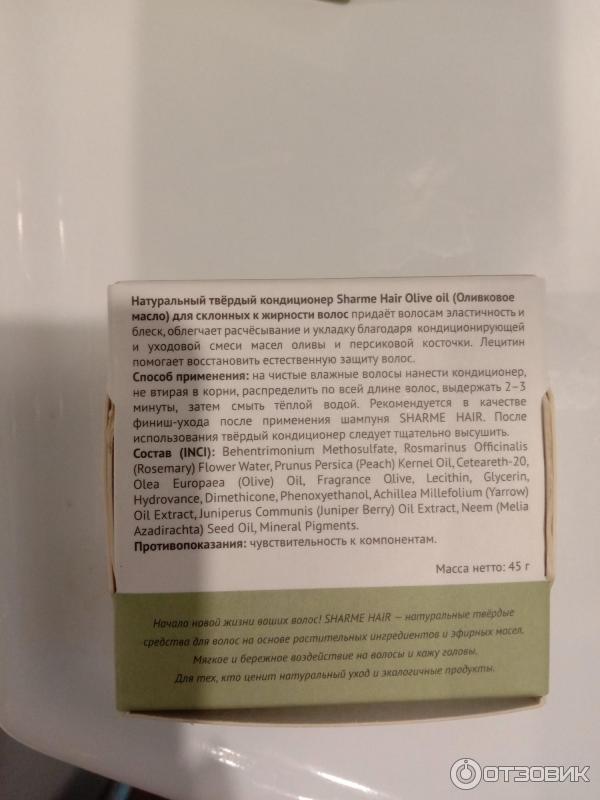 Натуральный твёрдый кондиционер Sharme Hair Olive oil (Оливковое
масло) для склонных к жирности волос придаёт волосам эластичность и
блеск, облегчает расчёсывание и укладку благодаря кондиционирующей
и уходовой смеси масел оливы и персиковой косточки. Лецитин
помогает восстановить естественную защиту волос.
Способ применения: на чистые влажные волосы нанести кондиционер,
не втирая в корни, распределить по всей длине волос, выдержать 2–3
минуты, затем смыть тёплой водой. Рекомендуется в качестве
финиш-ухода после применения шампуня SHARME HAIR. После
использования твёрдый кондиционер следует тщательно высушить.
Состав (INCI): Behentrimonium Methosulfate, Rosmarinus Officinalis
(Rosemary) Flower Water, Prunus Persica (Peach) Kernel Oil, Ceteareth-20,
Olea Europaea (Olive) Oil, Fragrance Olive, Lecithin, Glycerin,
Hydrovance, Dimethicone, Phenoxyethanol, Achillea Millefolium (Yarrow)
Oil Extract, Juniperus Communis (Juniper Berry) Oil Extract, Neem (Melia
Azadirachta) Seed Oil, Mineral Pigments.
Противопоказания: чувствительность к компонентам.
Масса нетто: 45 г
Начало новой жизни ваших волос! SHARME HAIR — натуральные твёрдые
средства для волос на основе растительных ингредиентов и эфирных масел.
Мягкое и бережное воздействие на волосы и кожу головы.
Для тех, кто ценит натуральный уход и экологичные продукты.
ОТЗОВИК